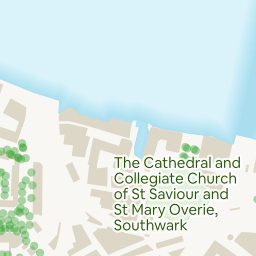 The Cathedral and
Collegiate Church
of St Saviour and
St Mary Overie,
Southwark